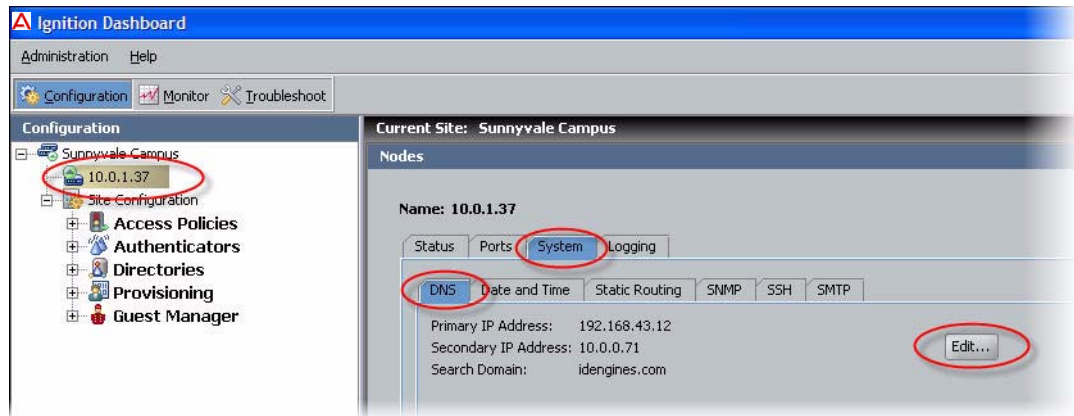 Ignition Dashboard
Administration Help
Configuration Monitor Troubleshoot
Configuration
Current Site: Sunnyvale Campus
Sunnyvale Campus
Nodes
10.0.1.37
Site Configuration
Access Policies
Authenticators
Directories
Provisioning
Guest Manager
Name: 10.0.1.37
Status Ports System Logging
DNS Date and Time Static Routing SNMP SSH SMTP
Primary IP Address: 192.168.43.12
Secondary IP Address: 10.0.0.71
Search Domain: idengines.com
Edit...